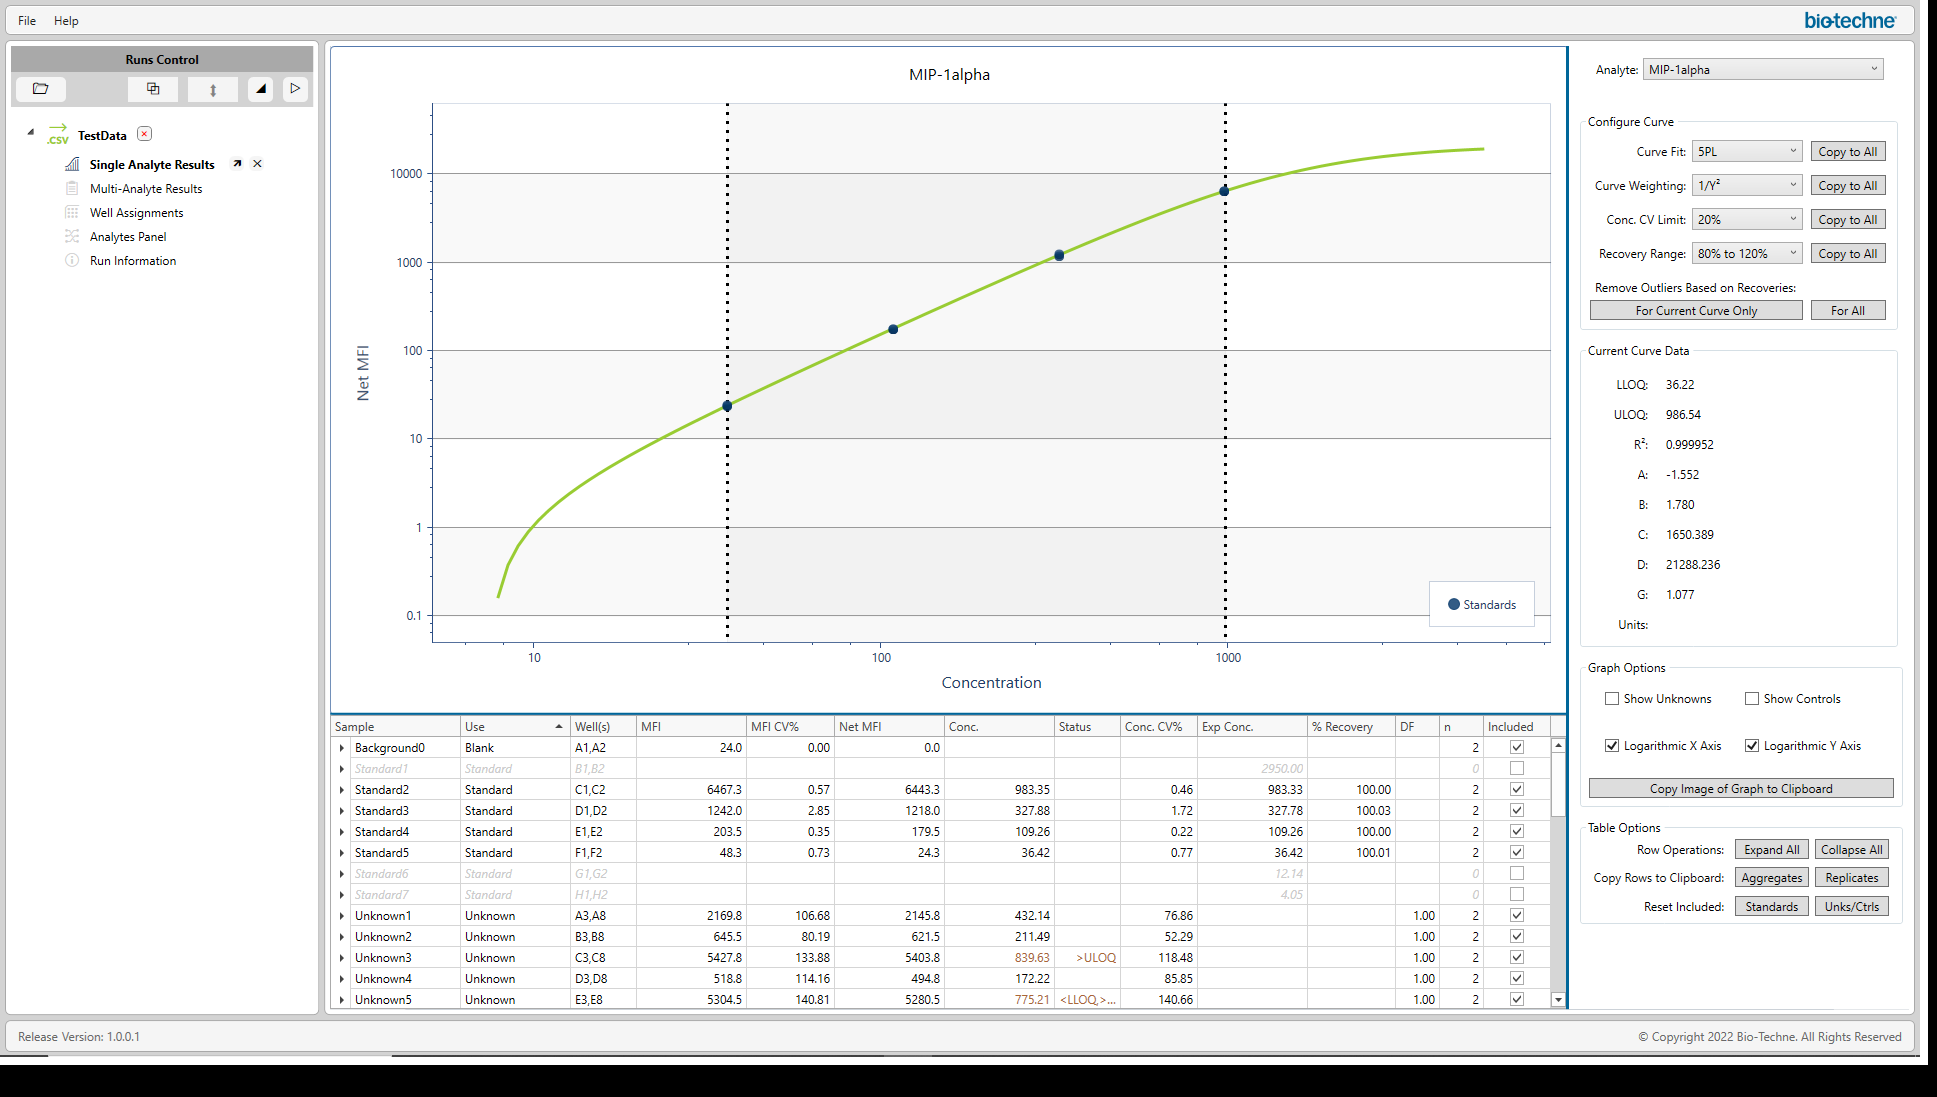 File Help
bio-techne
Runs Control
.CSV TestData
Single Analyte Results
Multi-Analyte Results
Well Assignments
Analytes Panel
Run Information
MIP-1alpha
Net MFI
10000
1000
100
10
1
0.1
10 100 1000
Concentration
Standards
Sample Use Well(s) MFI MFI CV% Net MFI Conc. Status Conc. CV% Exp Conc. % Recovery DF n Included
Background0 Blank A1,A2 24.0 0.00 0.0 2
Standard1 Standard B1,B2 2950.00 0
Standard2 Standard C1,C2 6467.3 0.57 6443.3 983.35 0.46 983.33 100.00 2
Standard3 Standard D1,D2 1242.0 2.85 1218.0 327.88 1.72 327.78 100.03 2
Standard4 Standard E1,E2 203.5 0.35 179.5 109.26 0.22 109.26 100.00 2
Standard5 Standard F1,F2 48.3 0.73 24.3 36.42 0.77 36.42 100.01 2
Standard6 Standard G1,G2 12.14 0
Standard7 Standard H1,H2 4.05 0
Unknown1 Unknown A3,A8 2169.8 106.68 2145.8 432.14 76.86 1.00 2
Unknown2 Unknown B3,B8 645.5 80.19 621.5 211.49 52.29 1.00 2
Unknown3 Unknown C3,C8 5427.8 133.88 5403.8 839.63 >ULOQ 118.48 1.00 2
Unknown4 Unknown D3,D8 518.8 114.16 494.8 172.22 85.85 1.00 2
Unknown5 Unknown E3,E8 5304.5 140.81 5280.5 775.21 <LLOQ,>... 140.66 1.00 2
Analyte: MIP-1alpha
Configure Curve
Curve Fit: 5PL Copy to All
Curve Weighting: 1/Y² Copy to All
Conc. CV Limit: 20% Copy to All
Recovery Range: 80% to 120% Copy to All
Remove Outliers Based on Recoveries:
For Current Curve Only For All
Current Curve Data
LLOQ: 36.22
ULOQ: 986.54
R²: 0.999952
A: -1.552
B: 1.780
C: 1650.389
D: 21288.236
G: 1.077
Units:
Graph Options
Show Unknowns Show Controls
Logarithmic X Axis Logarithmic Y Axis
Copy Image of Graph to Clipboard
Table Options
Row Operations: Expand All Collapse All
Copy Rows to Clipboard: Aggregates Replicates
Reset Included: Standards Unks/Ctrls
Release Version: 1.0.0.1
© Copyright 2022 Bio-Techne. All Rights Reserved